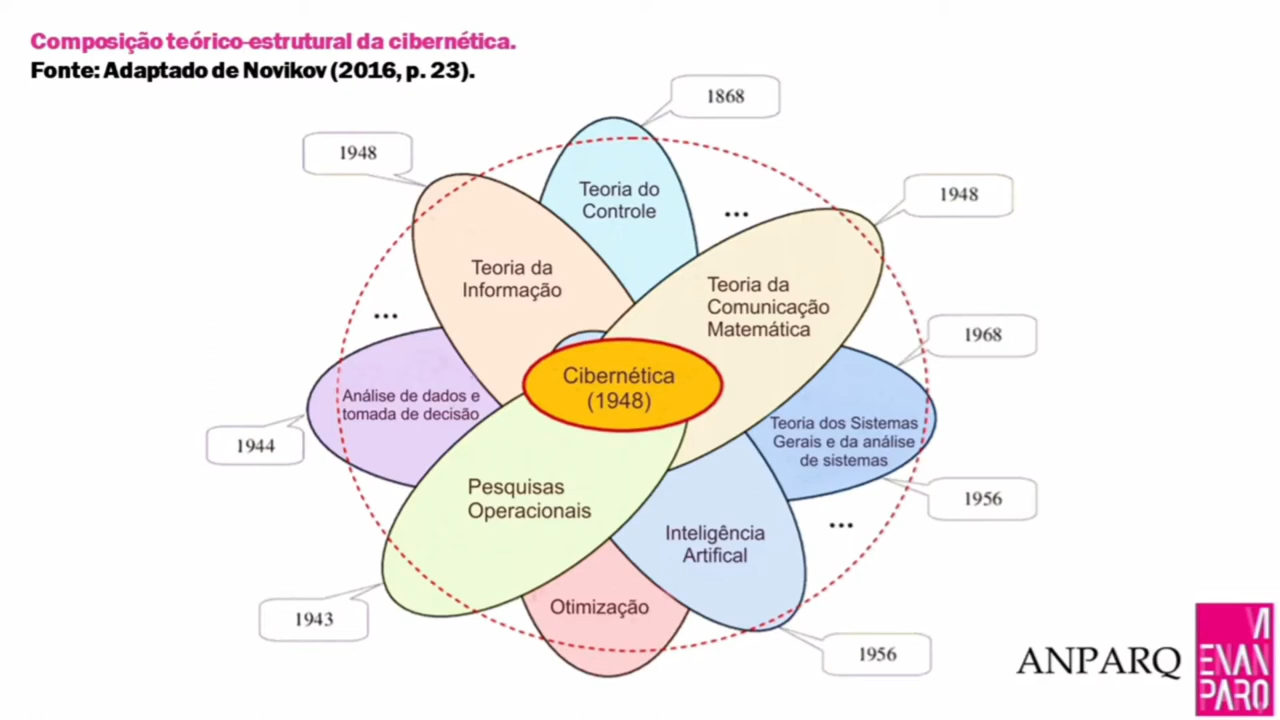 Composição teórico-estrutural da cibernética.
Fonte: Adaptado de Novikov (2016, p. 23).
1868
1948
1948
Teoria do
Controle
...
Teoria da
Informação
Teoria da
Comunicação
Matemática
...
1968
Cibernética
(1948)
Análise de dados e
tomada de decisão
Teoria dos Sistemas
Gerais e da análise
de sistemas
1944
1956
Pesquisas
Operacionais
...
Inteligência
Artifical
Otimização
1943
1956
ANPARQ
VI
ENAN
PARQ